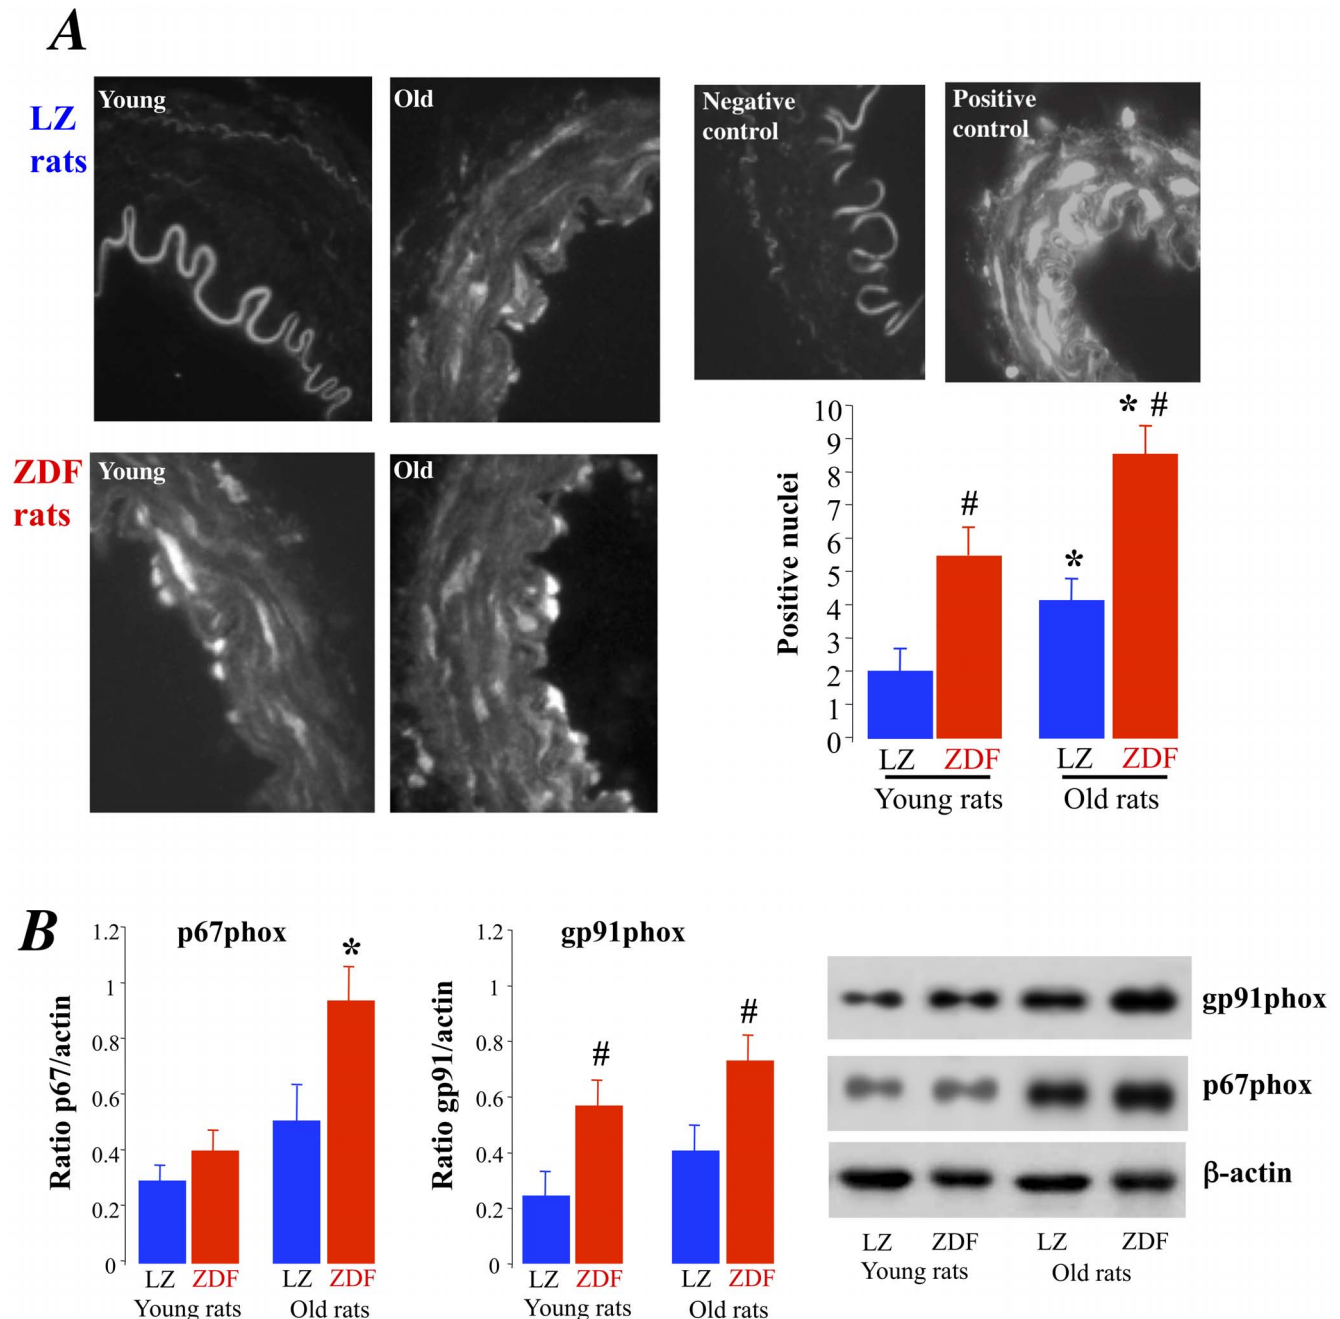 A
LZ
rats
Young
Old
Negative
control
Positive
control
ZDF
rats
Young
Old
Positive nuclei
10
9
8
7
6
5
4
3
2
1
0
#
*
* #
LZ
ZDF
LZ
ZDF
Young rats
Old rats
B
p67phox
Ratio p67/actin
1.2
1
0.8
0.6
0.4
0.2
0
*
LZ
ZDF
LZ
ZDF
Young rats
Old rats
gp91phox
Ratio gp91/actin
1.2
1
0.8
0.6
0.4
0.2
0
#
#
LZ
ZDF
LZ
ZDF
Young rats
Old rats
gp91phox
p67phox
β-actin
LZ
ZDF
LZ
ZDF
Young rats
Old rats